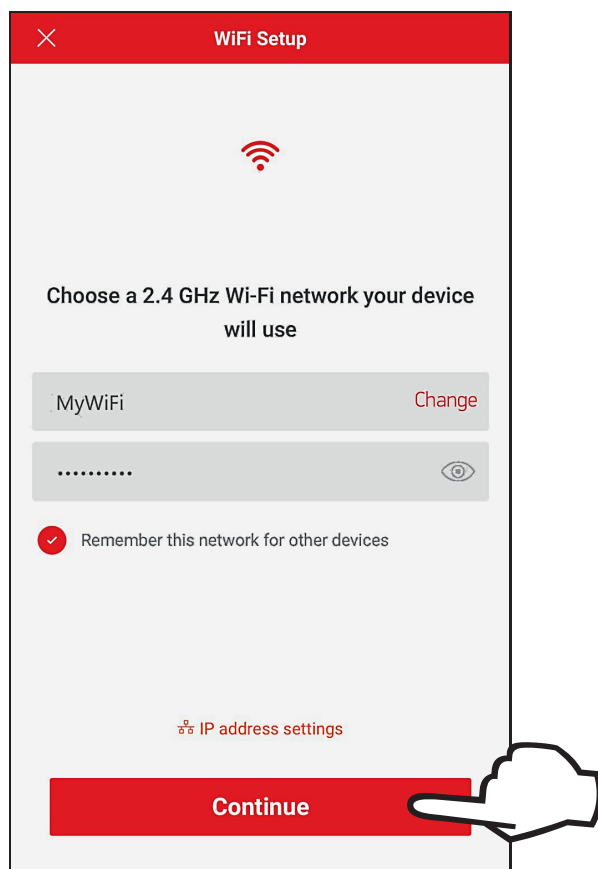 WiFi Setup
Choose a 2.4 GHz Wi-Fi network your device
will use
MyWiFi Change
••••••••••
Remember this network for other devices
IP address settings
Continue